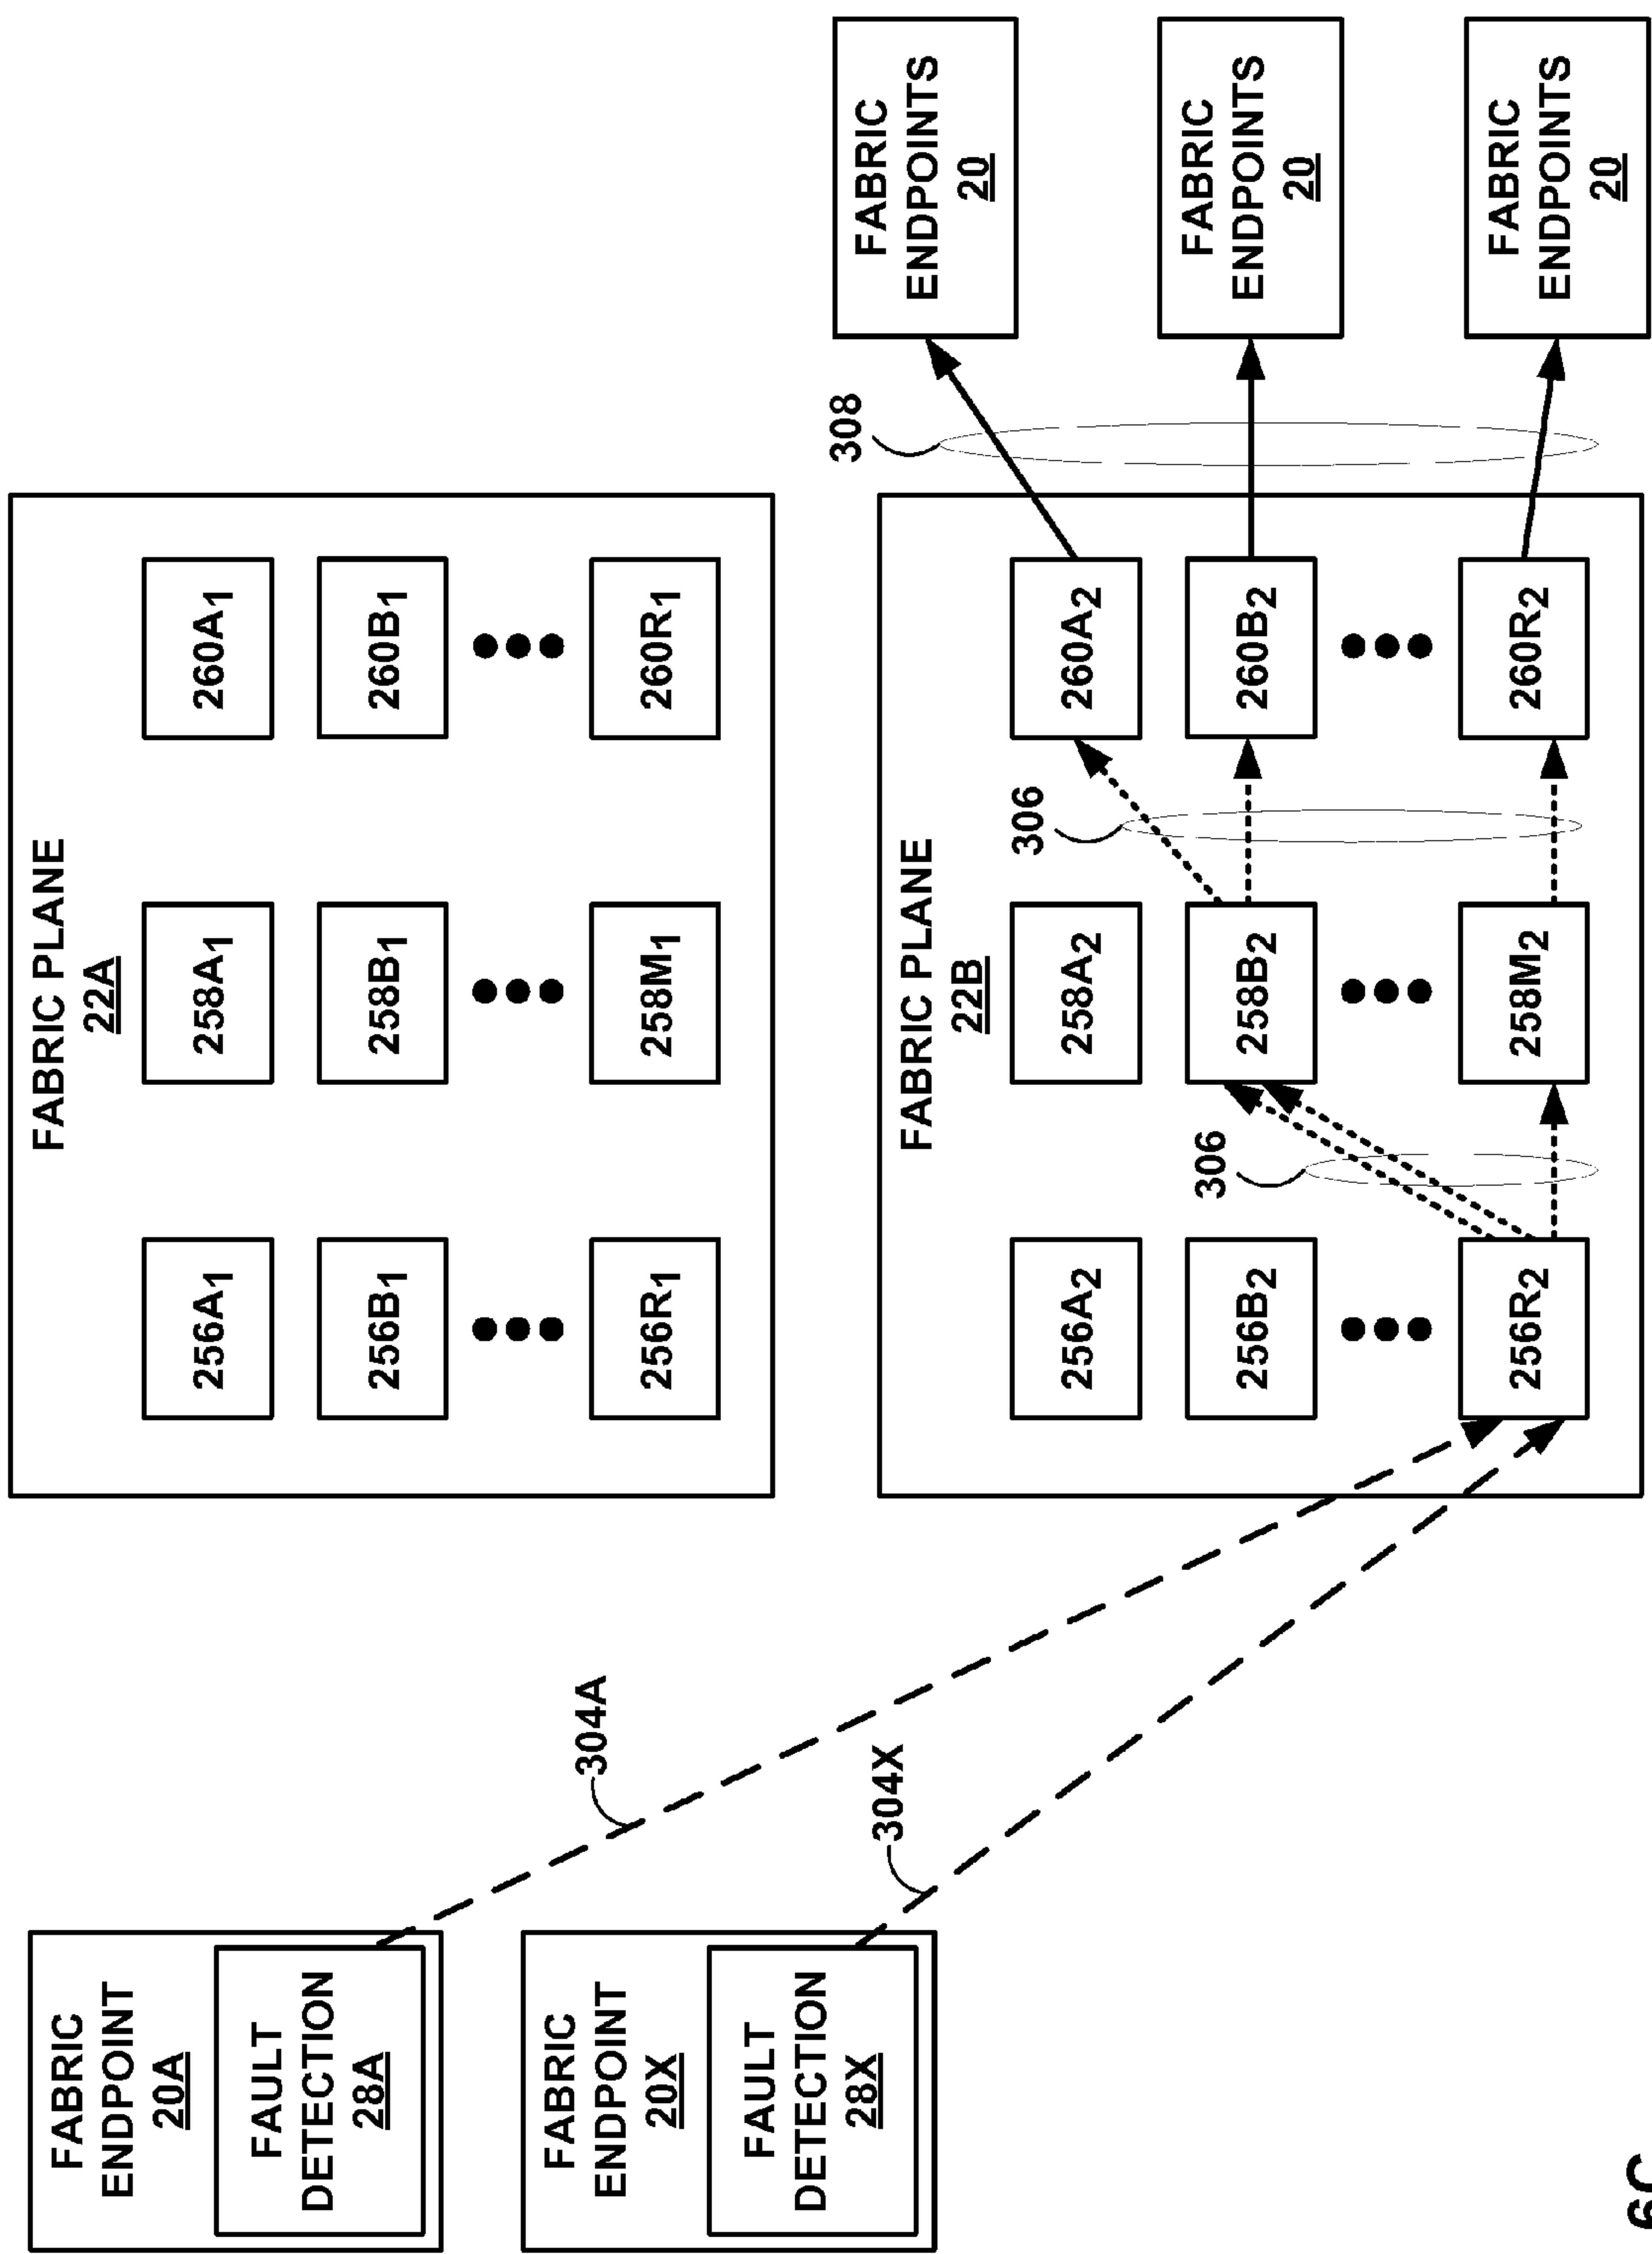 FABRIC
ENDPOINT
20A
FAULT
DETECTION
28A
FABRIC
ENDPOINT
20X
FAULT
DETECTION
28X
304A
304X
FABRIC PLANE
22A
256A1
258A1
260A1
256B1
258B1
260B1
256R1
258M1
260R1
FABRIC PLANE
22B
256A2
258A2
260A2
256B2
258B2
260B2
256R2
258M2
260R2
306
306
308
FABRIC
ENDPOINTS
20
FABRIC
ENDPOINTS
20
FABRIC
ENDPOINTS
20
6C